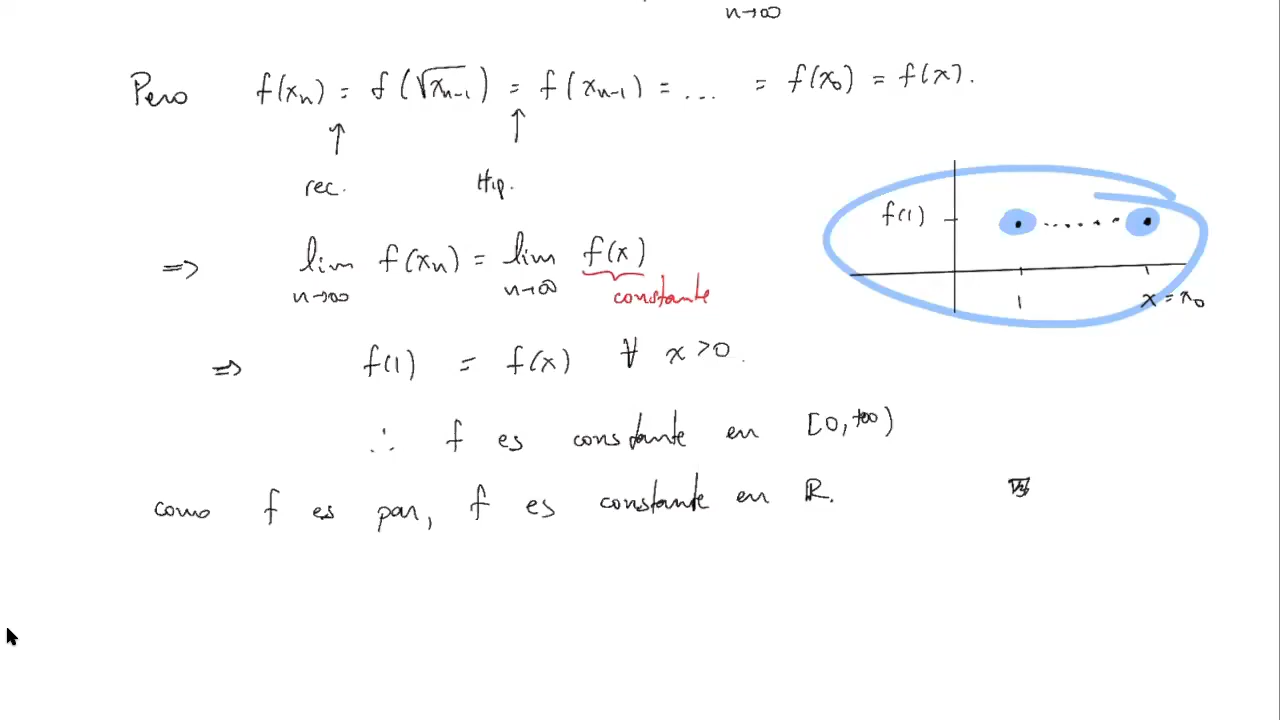 n→∞
Pero f(xₙ) = f(√xₙ₋₁) = f(xₙ₋₁) = ... = f(x₀) = f(x).
↑ ↑
rec. Hip.
f(1)
1 x = x₀
⇒ lim f(xₙ) = lim f(x)
n→∞ n→∞ constante
⇒ f(1) = f(x) ∀ x>0.
∴ f es constante en [0,+∞)
como f es par, f es constante en ℝ.